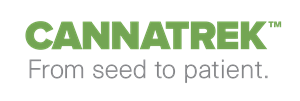 CANNATREK™
From seed to patient.